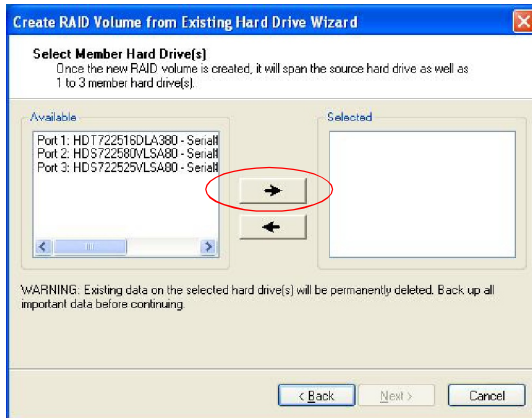 Create RAID Volume from Existing Hard Drive Wizard
Select Member Hard Drive(s)
Once the new RAID volume is created, it will span the source hard drive as well as
1 to 3 member hard drive(s).
Available
Selected
Port 1: HDT722516DLA380 - Serial#
Port 2: HDS722580VLSA80 - Serial#
Port 3: HDS722525VLSA80 - Serial#
WARNING: Existing data on the selected hard drive(s) will be permanently deleted. Back up all
important data before continuing.
< Back
Next >
Cancel